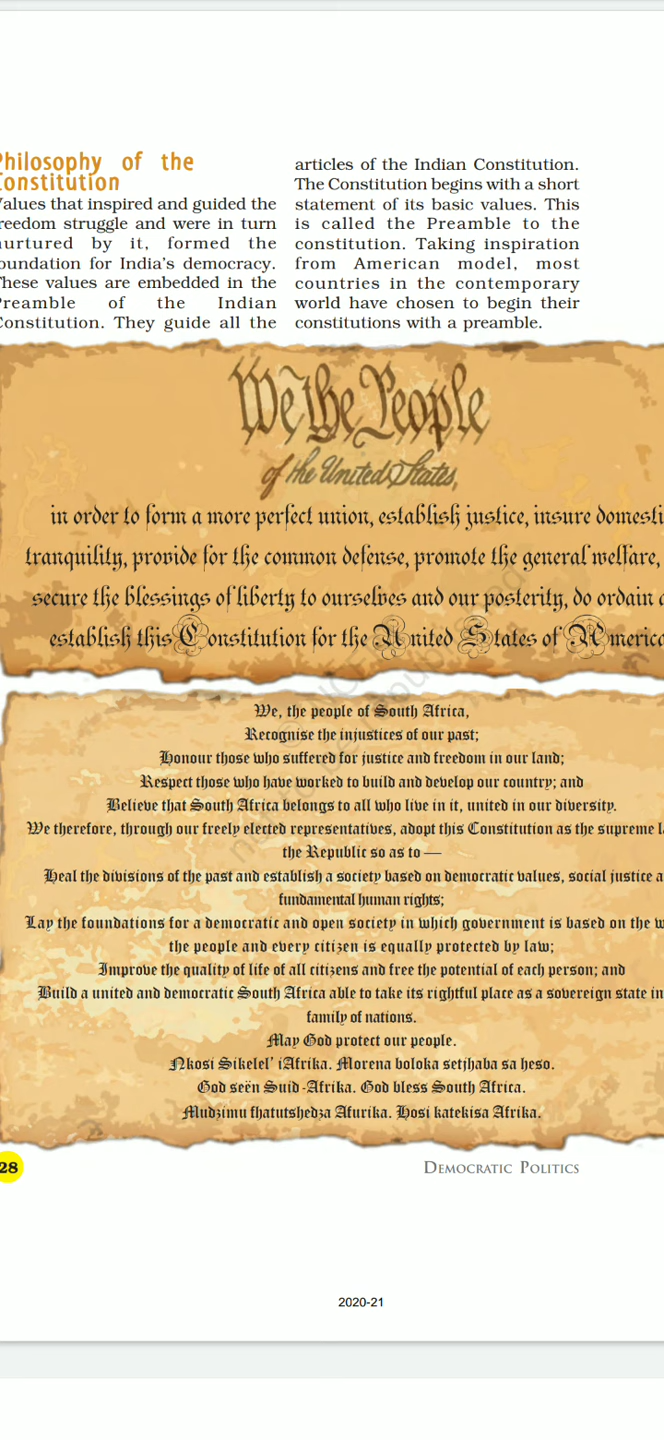 Philosophy of the
Constitution
Values that inspired and guided the
reedom struggle and were in turn
nurtured by it, formed the
oundation for India's democracy.
These values are embedded in the
Preamble of the Indian
Constitution. They guide all the
articles of the Indian Constitution.
The Constitution begins with a short
statement of its basic values. This
is called the Preamble to the
constitution. Taking inspiration
from American model, most
countries in the contemporary
world have chosen to begin their
constitutions with a preamble.
We the People
of the United States,
in order to form a more perfect union, establish justice, insure domesti
tranquility, provide for the common defense, promote the general welfare,
secure the blessings of liberty to ourselves and our posterity, do ordain a
establish this Constitution for the United States of America
We, the people of South Africa,
Recognise the injustices of our past;
Honour those who suffered for justice and freedom in our land;
Respect those who have worked to build and develop our country; and
Believe that South Africa belongs to all who live in it, united in our diversity.
We therefore, through our freely elected representatives, adopt this Constitution as the supreme la
the Republic so as to —
Heal the divisions of the past and establish a society based on democratic values, social justice a
fundamental human rights;
Lay the foundations for a democratic and open society in which government is based on the w
the people and every citizen is equally protected by law;
Improve the quality of life of all citizens and free the potential of each person; and
Build a united and democratic South Africa able to take its rightful place as a sovereign state in
family of nations.
May God protect our people.
Nkosi Sikelel' iAfrika. Morena boloka setjhaba sa heso.
God seën Suid-Afrika. God bless South Africa.
Mudzimu fhatutshedza Afurika. Hosi katekisa Afrika.
28
Democratic Politics
2020-21